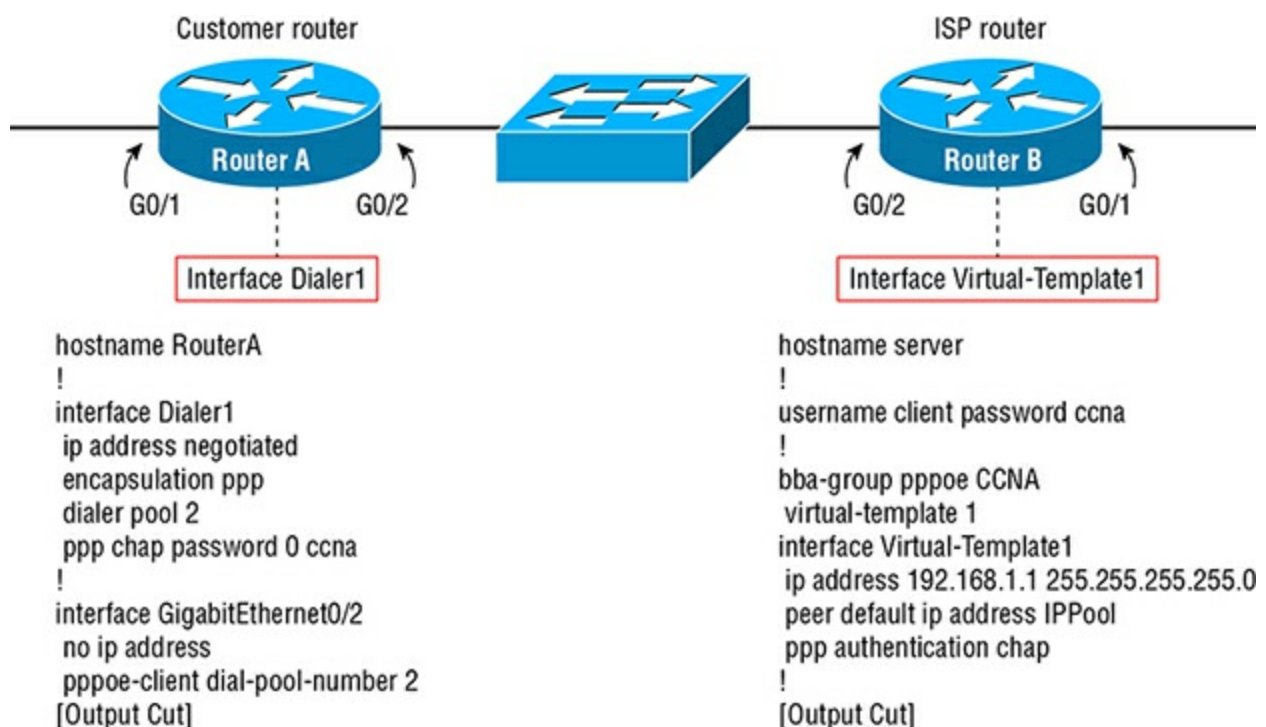 Customer router
ISP router
Router A
Router B
G0/1
G0/2
G0/2
G0/1
Interface Dialer1
Interface Virtual-Template1
hostname RouterA
!
interface Dialer1
ip address negotiated
encapsulation ppp
dialer pool 2
ppp chap password 0 ccna
!
interface GigabitEthernet0/2
no ip address
pppoe-client dial-pool-number 2
[Output Cut]
hostname server
!
username client password ccna
!
bba-group pppoe CCNA
virtual-template 1
interface Virtual-Template1
ip address 192.168.1.1 255.255.255.255.0
peer default ip address IPPool
ppp authentication chap
!
[Output Cut]